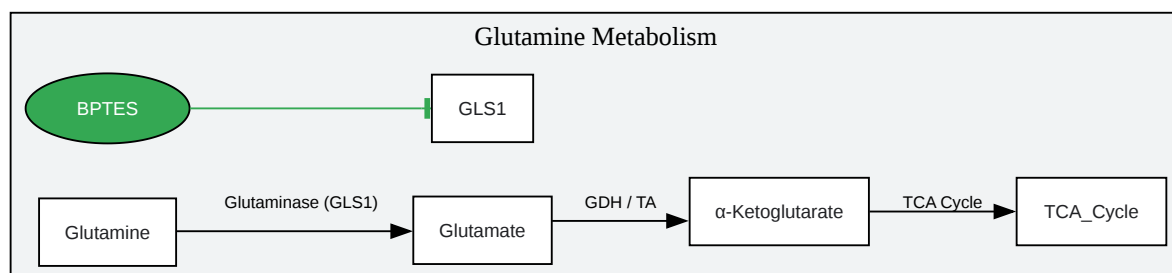 Glutamine Metabolism
BPTES
GLS1
Glutamine
Glutaminase (GLS1)
Glutamate
GDH / TA
α-Ketoglutarate
TCA Cycle
TCA_Cycle